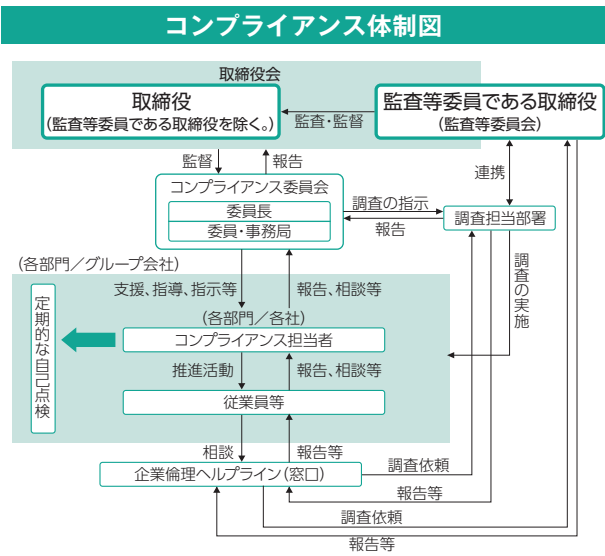 コンプライアンス体制図
取締役会
取締役
(監査等委員である取締役を除く。)
監査・監督
監査等委員である取締役
(監査等委員会)
監督
報告
連携
コンプライアンス委員会
委員長
委員・事務局
調査の指示
報告
調査担当部署
(各部門／グループ会社)
支援、指導、指示等
報告、相談等
調査の実施
定期的な自己点検
(各部門／各社)
コンプライアンス担当者
推進活動
報告、相談等
従業員等
相談
報告等
企業倫理ヘルプライン(窓口)
調査依頼
報告等
調査依頼
報告等